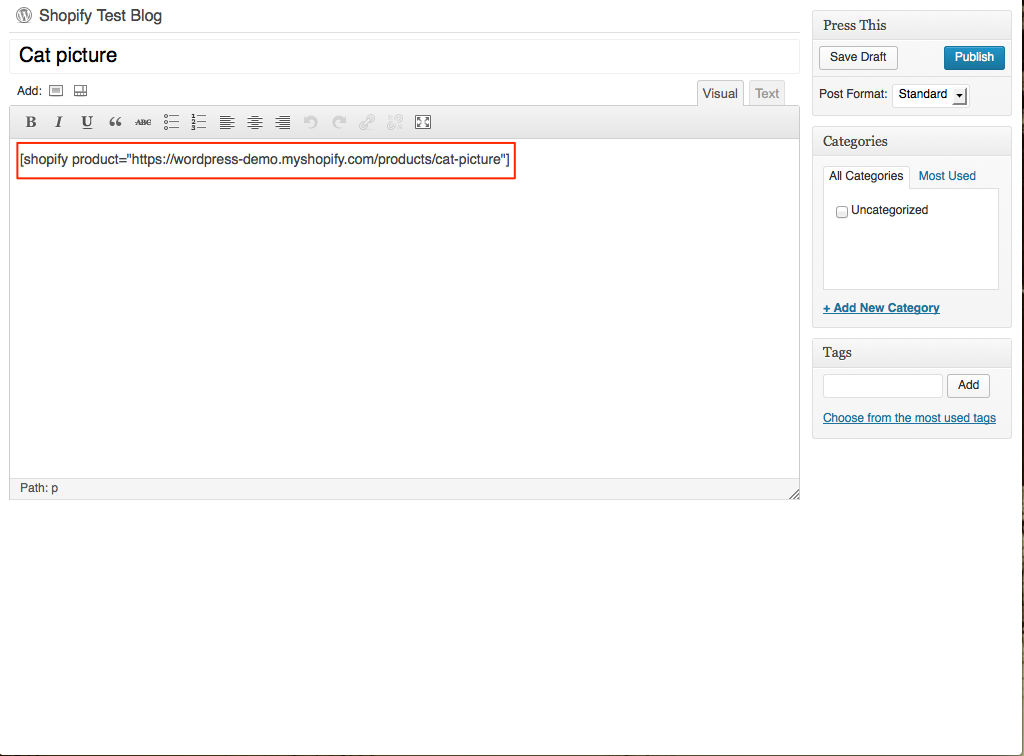 Shopify Test Blog
Cat picture
Add:
Visual
Text
B I U “ ABC
[shopify product="https://wordpress-demo.myshopify.com/products/cat-picture"]
Path: p
Press This
Save Draft
Publish
Post Format: Standard
Categories
All Categories
Most Used
Uncategorized
+ Add New Category
Tags
Add
Choose from the most used tags